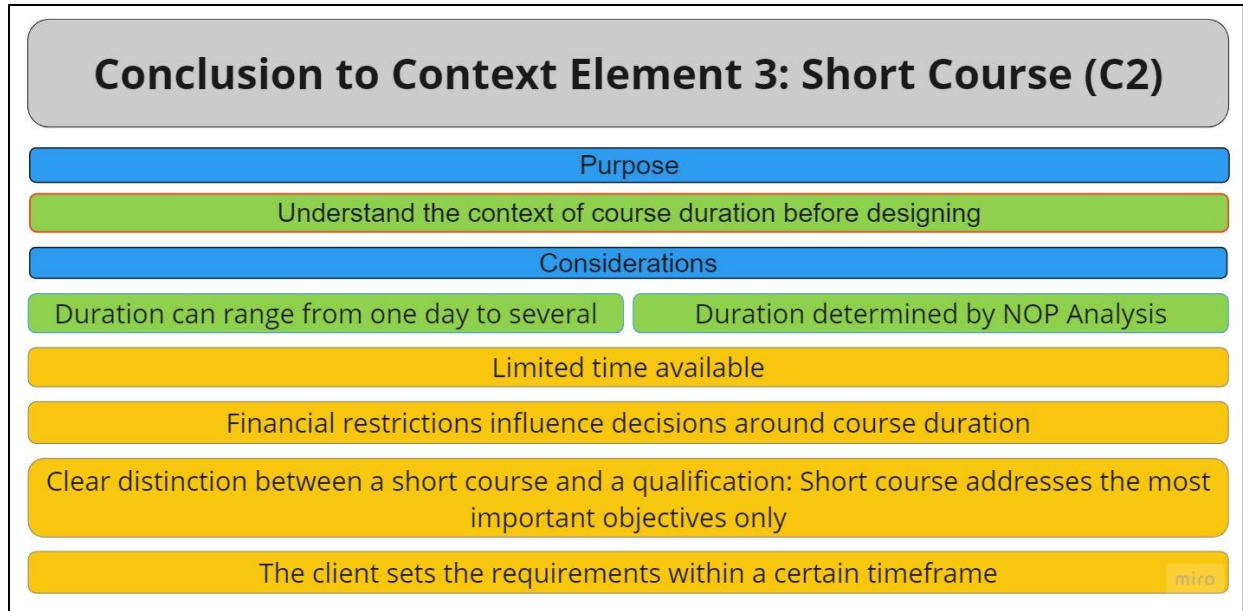 Conclusion to Context Element 3: Short Course (C2)
Purpose
Understand the context of course duration before designing
Considerations
Duration can range from one day to several
Duration determined by NOP Analysis
Limited time available
Financial restrictions influence decisions around course duration
Clear distinction between a short course and a qualification: Short course addresses the most
important objectives only
The client sets the requirements within a certain timeframe
miro